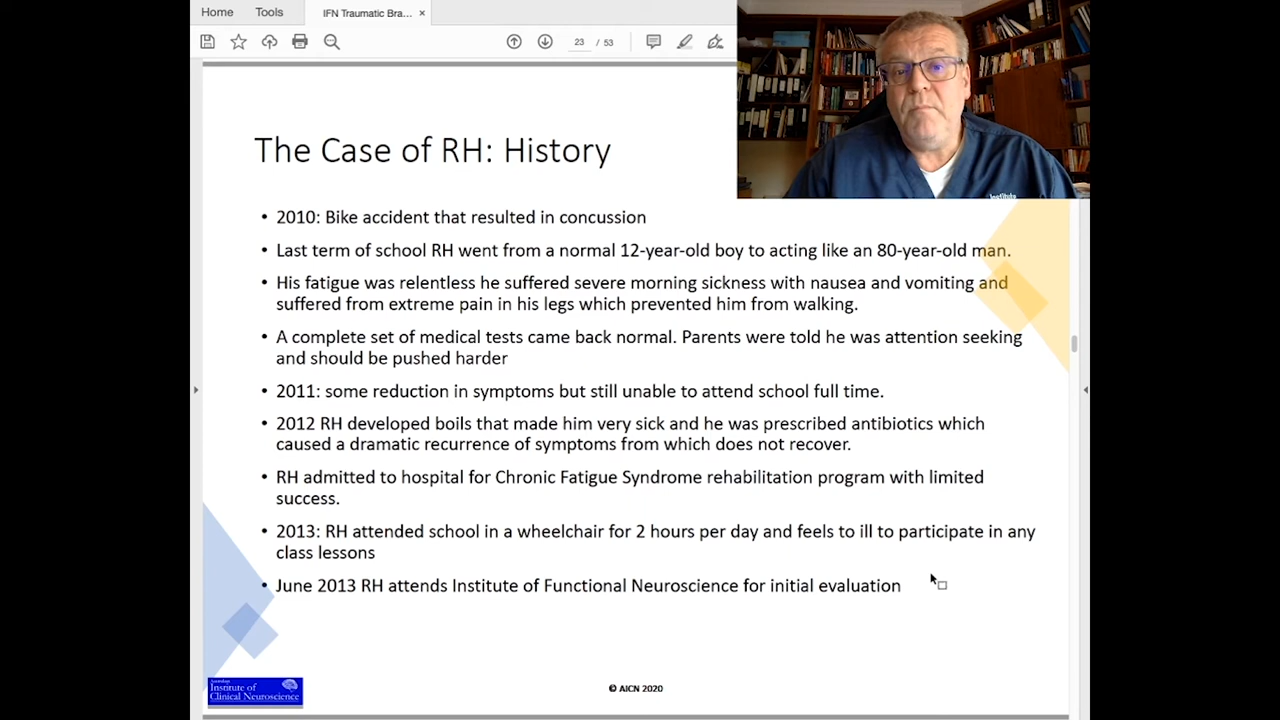 Home Tools IFN Traumatic Bra... ×
23 / 53
The Case of RH: History
• 2010: Bike accident that resulted in concussion
• Last term of school RH went from a normal 12-year-old boy to acting like an 80-year-old man.
• His fatigue was relentless he suffered severe morning sickness with nausea and vomiting and
suffered from extreme pain in his legs which prevented him from walking.
• A complete set of medical tests came back normal. Parents were told he was attention seeking
and should be pushed harder
• 2011: some reduction in symptoms but still unable to attend school full time.
• 2012 RH developed boils that made him very sick and he was prescribed antibiotics which
caused a dramatic recurrence of symptoms from which does not recover.
• RH admitted to hospital for Chronic Fatigue Syndrome rehabilitation program with limited
success.
• 2013: RH attended school in a wheelchair for 2 hours per day and feels to ill to participate in any
class lessons
• June 2013 RH attends Institute of Functional Neuroscience for initial evaluation
Institute of
Clinical Neuroscience
© AICN 2020
Institute